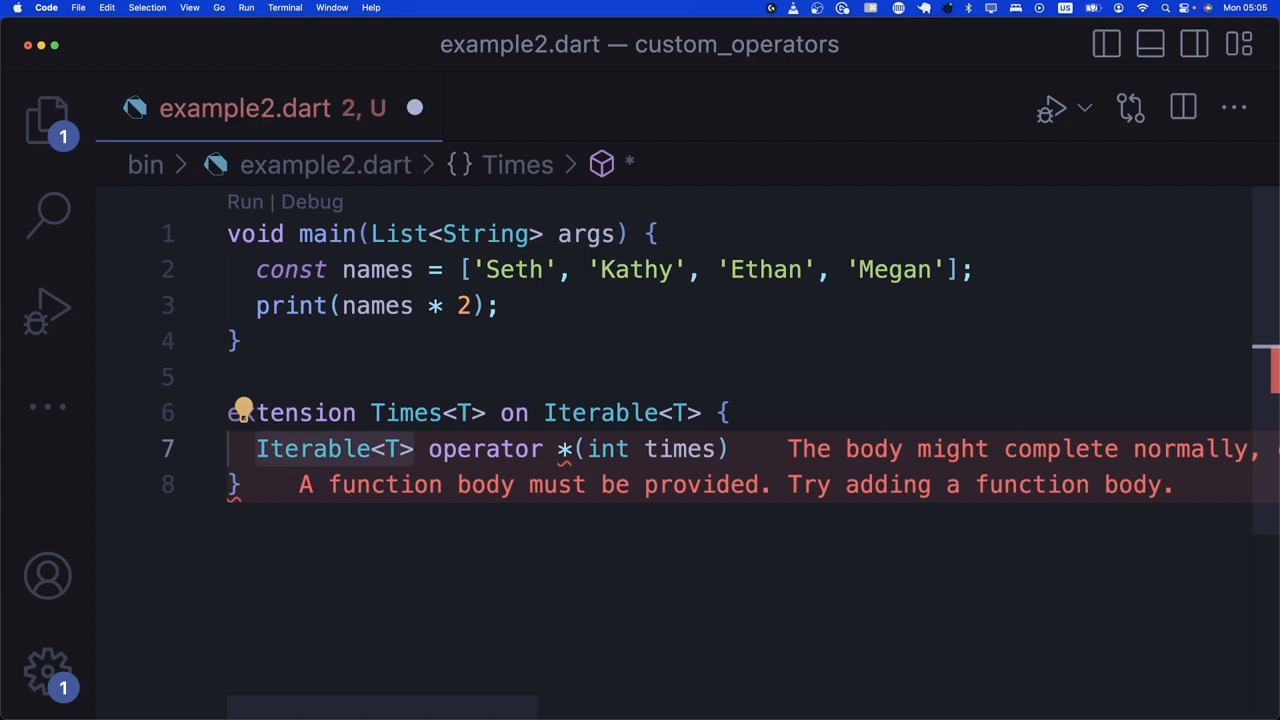 Code File Edit Selection View Go Run Terminal Window Help US Mon 05:05
example2.dart — custom_operators
example2.dart 2, U
bin > example2.dart > {} Times > *
Run | Debug
1 void main(List<String> args) {
2 const names = ['Seth', 'Kathy', 'Ethan', 'Megan'];
3 print(names * 2);
4 }
5
6 extension Times<T> on Iterable<T> {
7 Iterable<T> operator *(int times) The body might complete normally,
8 } A function body must be provided. Try adding a function body.
1
1